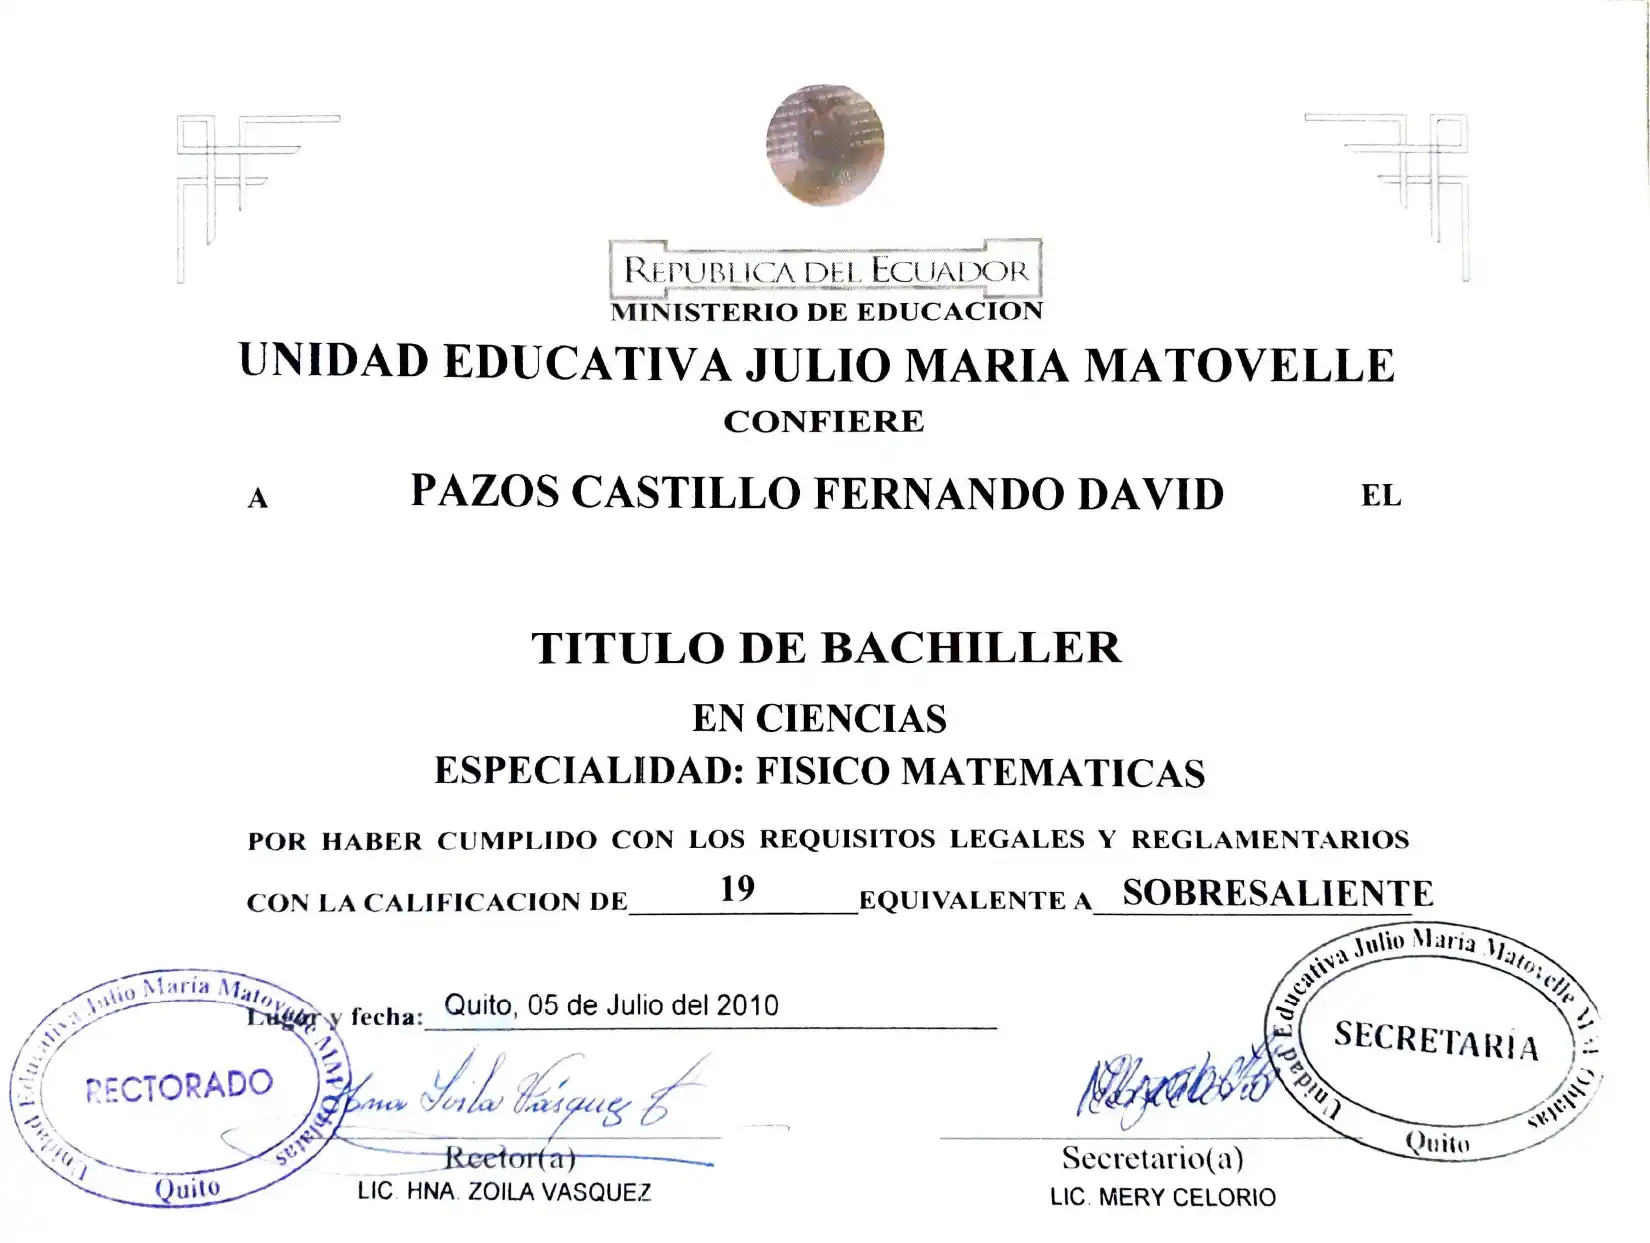 REPUBLICA DEL ECUADOR
MINISTERIO DE EDUCACION
UNIDAD EDUCATIVA JULIO MARIA MATOVELLE
CONFIERE
A PAZOS CASTILLO FERNANDO DAVID EL
TITULO DE BACHILLER
EN CIENCIAS
ESPECIALIDAD: FISICO MATEMATICAS
POR HABER CUMPLIDO CON LOS REQUISITOS LEGALES Y REGLAMENTARIOS
CON LA CALIFICACION DE 19 EQUIVALENTE A SOBRESALIENTE
Lugar y fecha: Quito, 05 de Julio del 2010
Unidad Educativa Julio María Matovelle MM Oblatas
RECTORADO
Quito
Unidad Educativa Julio María Matovelle MM Oblatas
SECRETARÍA
Quito
Hna Zoila Vásquez
Rector(a)
LIC. HNA. ZOILA VASQUEZ
Secretario(a)
LIC. MERY CELORIO